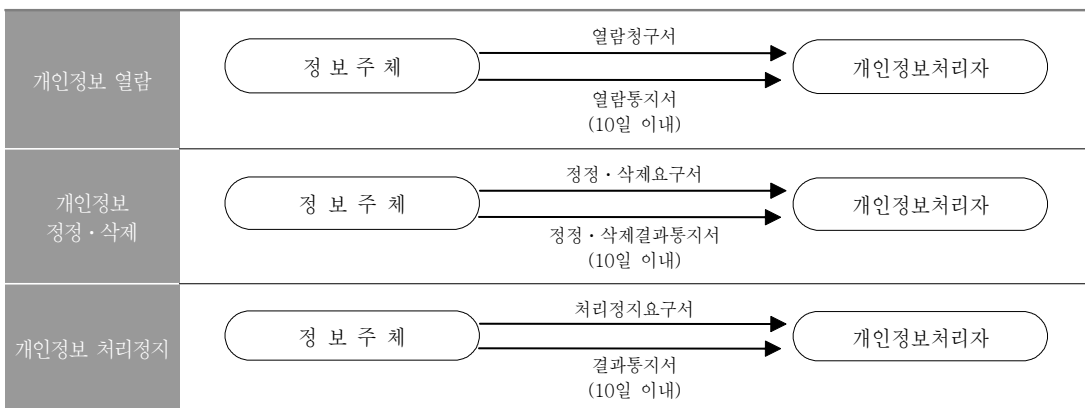 개인정보 열람
정 보 주 체
열람청구서
열람통지서
(10일 이내)
개인정보처리자
개인정보
정정·삭제
정 보 주 체
정정·삭제요구서
정정·삭제결과통지서
(10일 이내)
개인정보처리자
개인정보 처리정지
정 보 주 체
처리정지요구서
결과통지서
(10일 이내)
개인정보처리자